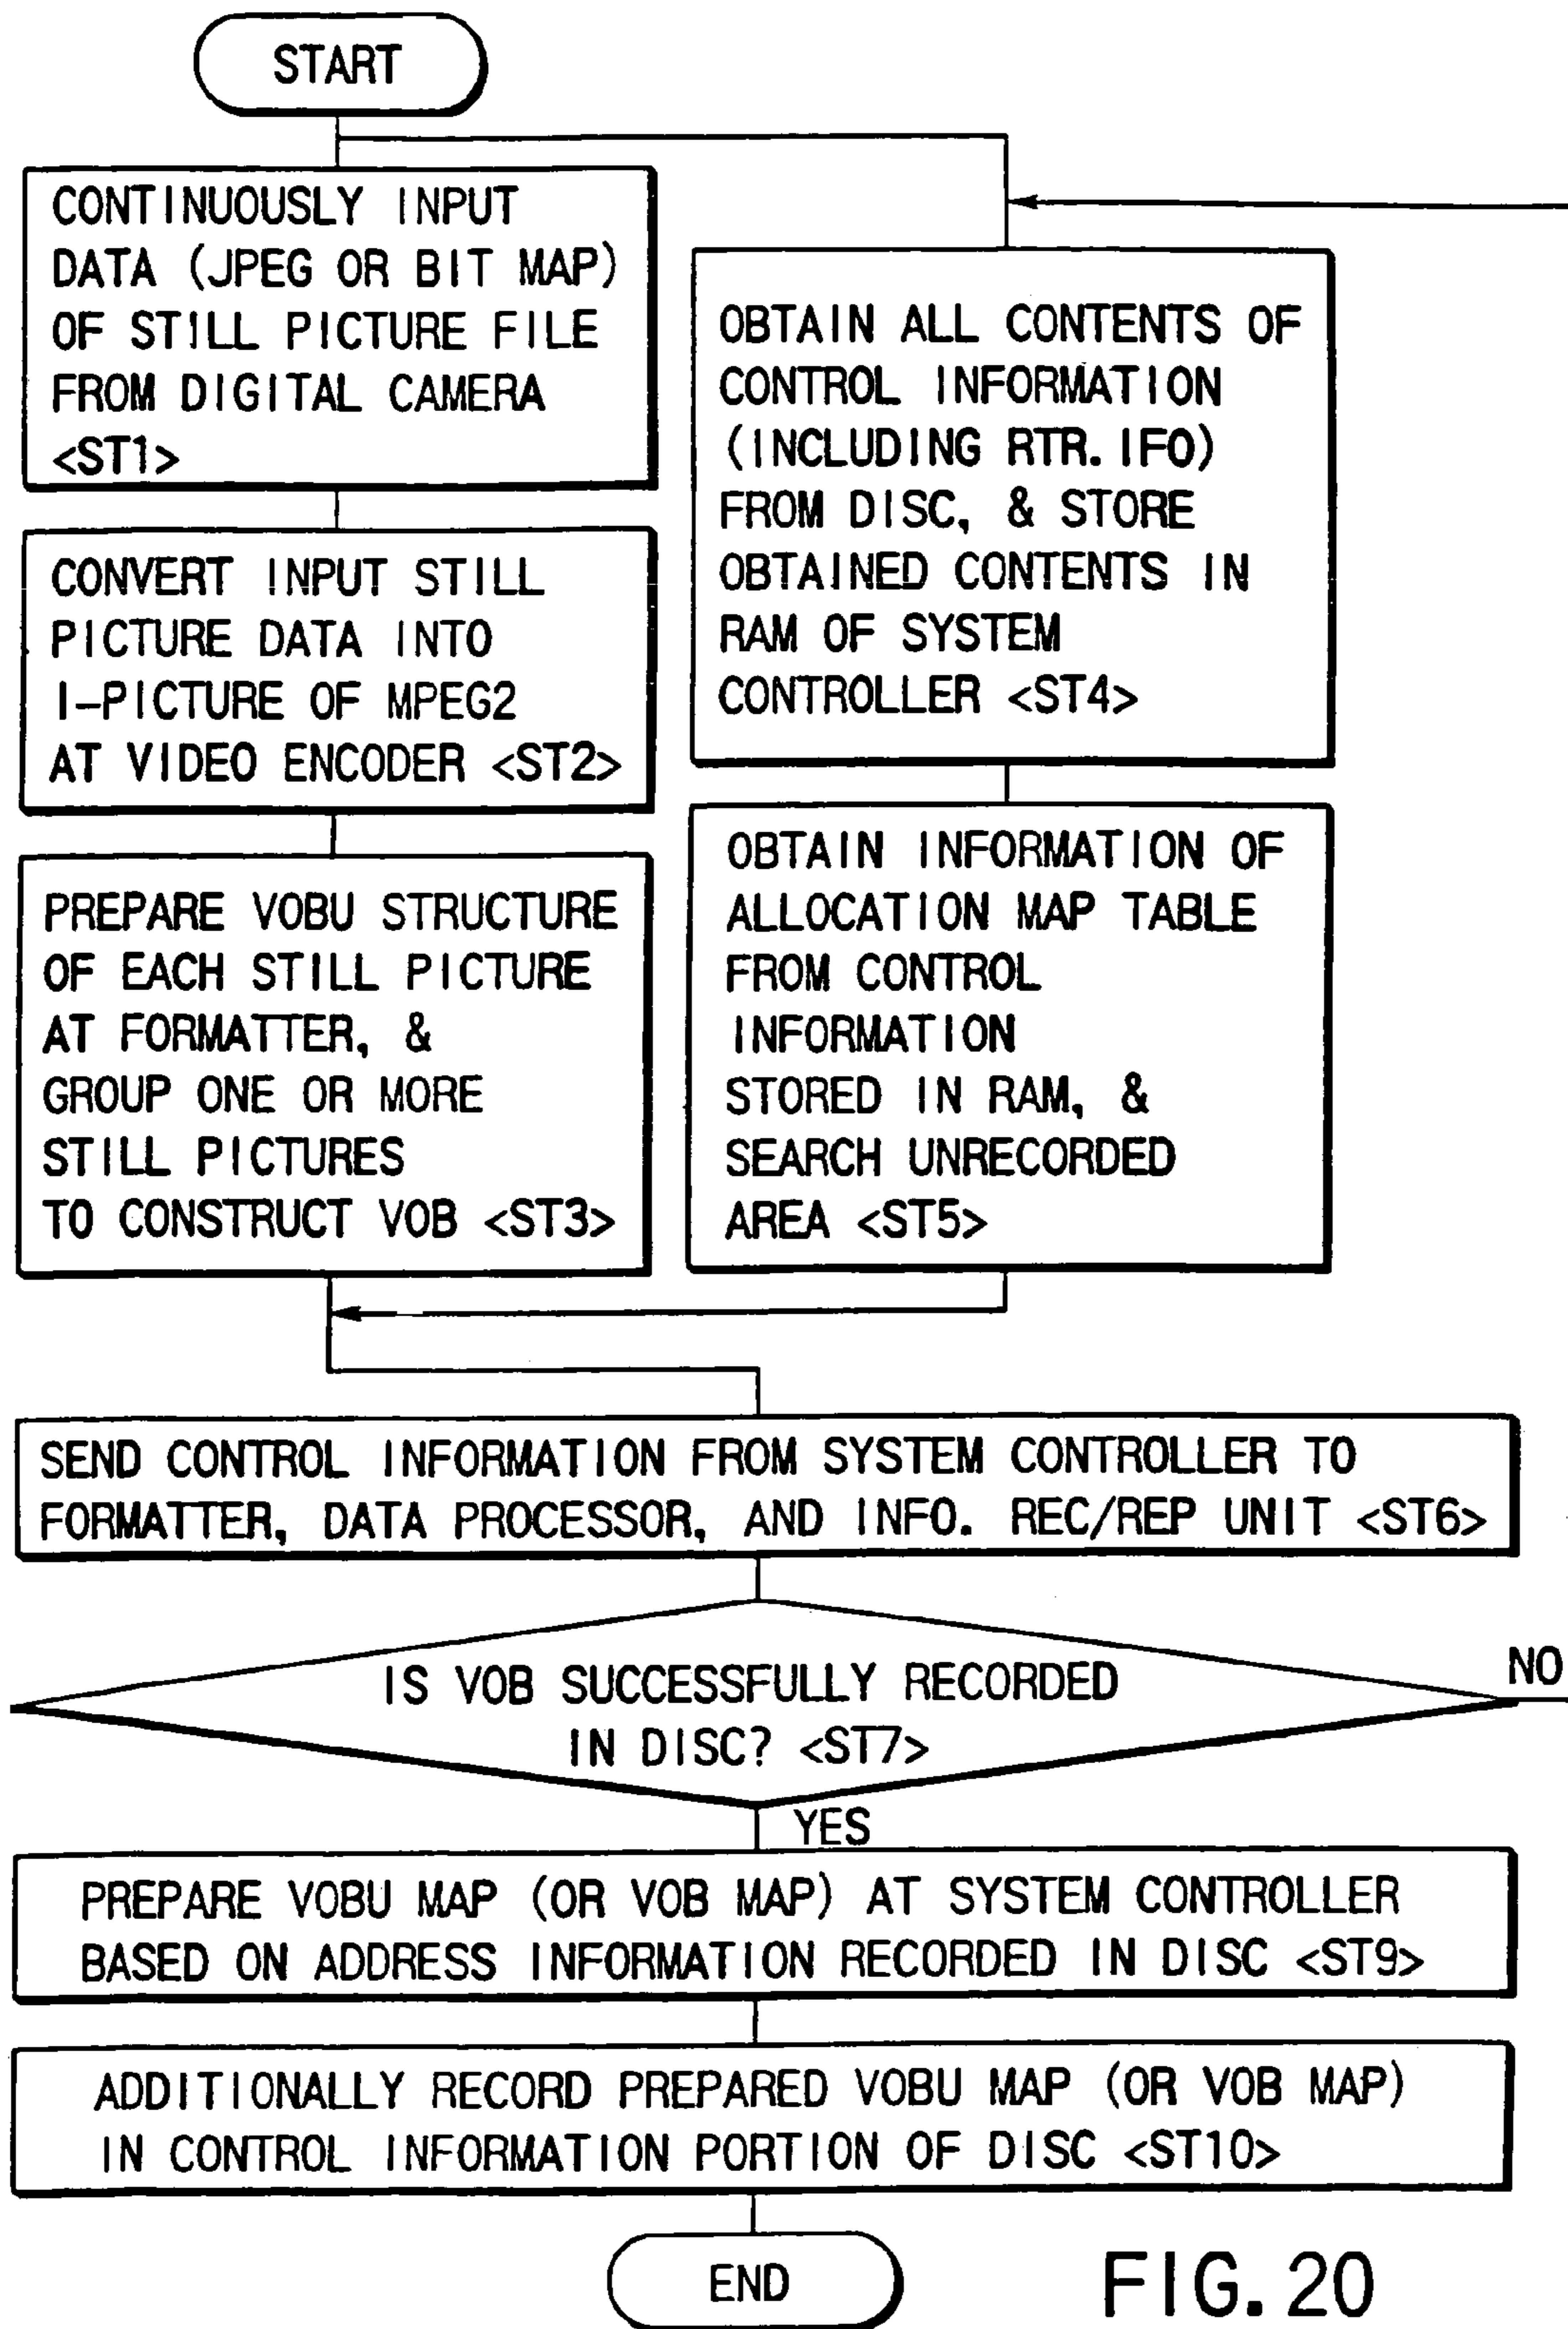 START
CONTINUOUSLY INPUT
DATA (JPEG OR BIT MAP)
OF STILL PICTURE FILE
FROM DIGITAL CAMERA
<ST1>
CONVERT INPUT STILL
PICTURE DATA INTO
I-PICTURE OF MPEG2
AT VIDEO ENCODER <ST2>
PREPARE VOBU STRUCTURE
OF EACH STILL PICTURE
AT FORMATTER, &
GROUP ONE OR MORE
STILL PICTURES
TO CONSTRUCT VOB <ST3>
OBTAIN ALL CONTENTS OF
CONTROL INFORMATION
(INCLUDING RTR. IFO)
FROM DISC, & STORE
OBTAINED CONTENTS IN
RAM OF SYSTEM
CONTROLLER <ST4>
OBTAIN INFORMATION OF
ALLOCATION MAP TABLE
FROM CONTROL
INFORMATION
STORED IN RAM, &
SEARCH UNRECORDED
AREA <ST5>
SEND CONTROL INFORMATION FROM SYSTEM CONTROLLER TO
FORMATTER, DATA PROCESSOR, AND INFO. REC/REP UNIT <ST6>
IS VOB SUCCESSFULLY RECORDED
IN DISC? <ST7>
NO
YES
PREPARE VOBU MAP (OR VOB MAP) AT SYSTEM CONTROLLER
BASED ON ADDRESS INFORMATION RECORDED IN DISC <ST9>
ADDITIONALLY RECORD PREPARED VOBU MAP (OR VOB MAP)
IN CONTROL INFORMATION PORTION OF DISC <ST10>
END
FIG. 20